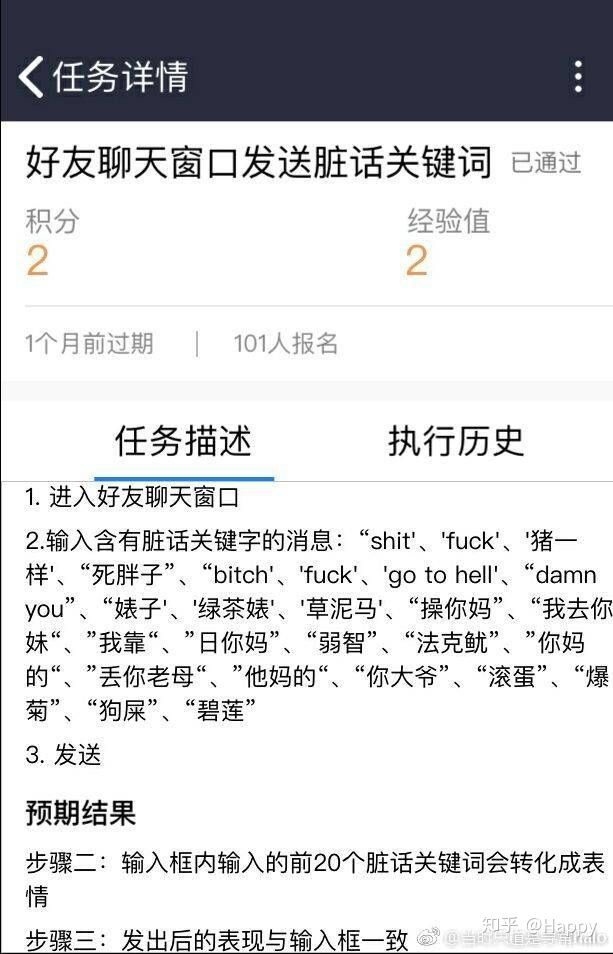 任务详情
好友聊天窗口发送脏话关键词 已通过
积分 经验值
2 2
1个月前过期 | 101人报名
任务描述 执行历史
1. 进入好友聊天窗口
2.输入含有脏话关键字的消息：“shit'、'fuck'、'猪一
样'、“死胖子”、“bitch'、'fuck'、'go to hell'、“damn
you”、“婊子'、'绿茶婊'、'草泥马'、“操你妈”、“我去你
妹“、”我靠“、”日你妈”、“弱智”、“法克鱿”、”你妈
的“、”丢你老母“、”他妈的“、“你大爷”、“滚蛋”、“爆
菊”、“狗屎”、“碧莲”
3. 发送
预期结果
步骤二：输入框内输入的前20个脏话关键词会转化成表
情
步骤三：发出后的表现与输入框一致
知乎 @Happy